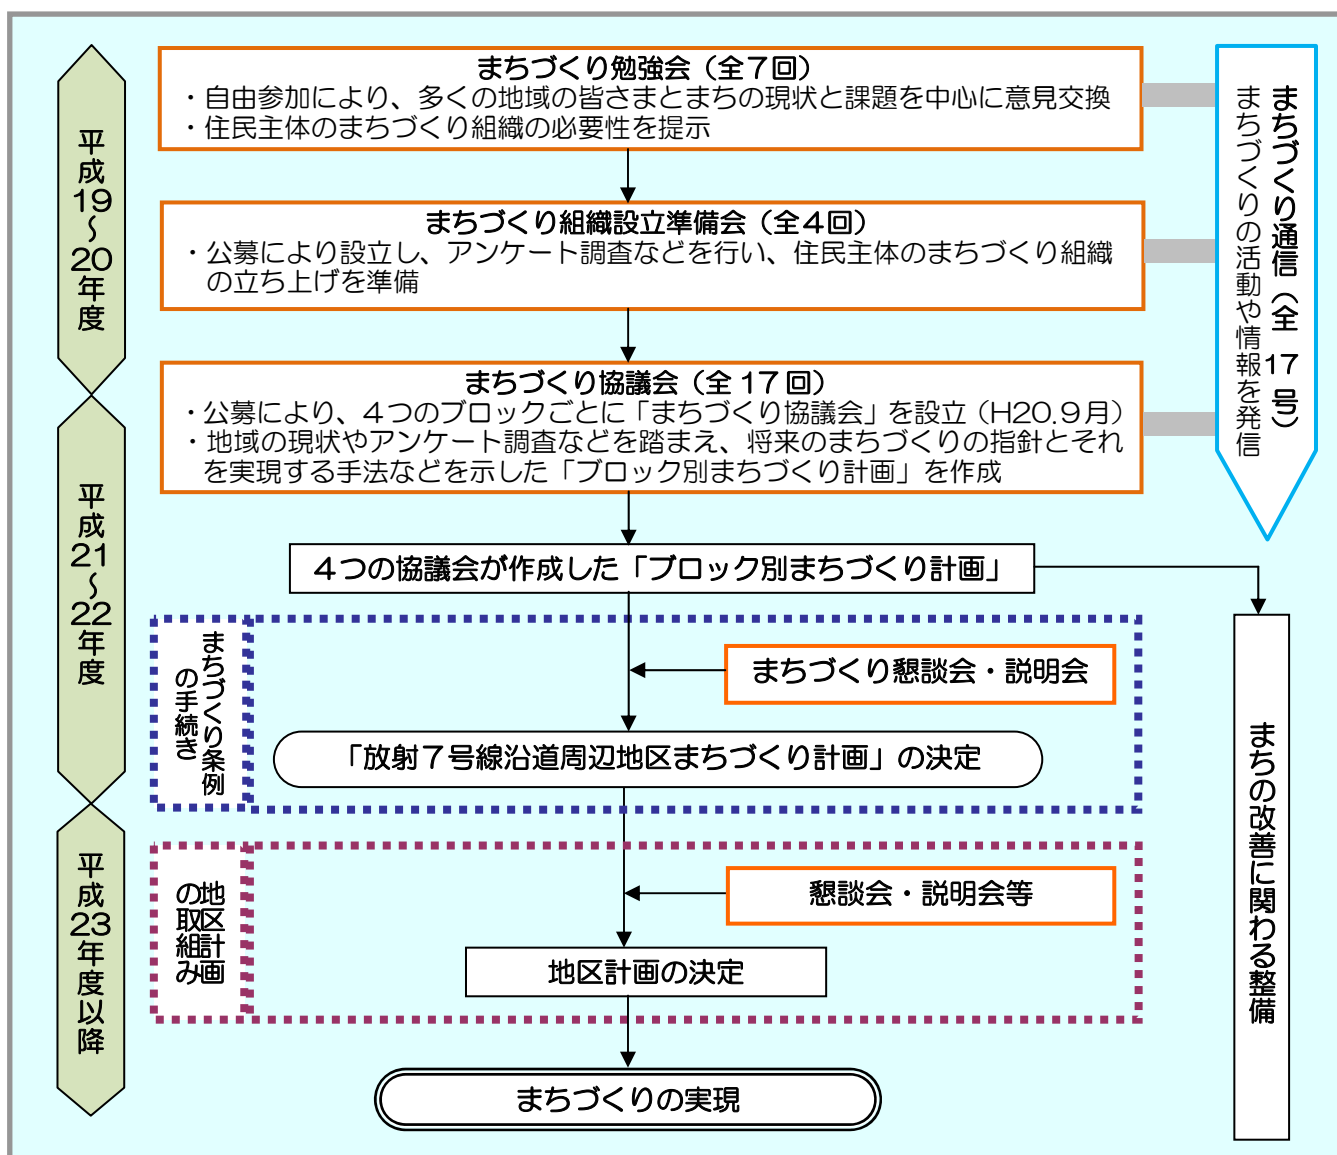 平成19〜20年度
まちづくり勉強会（全７回）
・自由参加により、多くの地域の皆さまとまちの現状と課題を中心に意見交換
・住民主体のまちづくり組織の必要性を提示
まちづくり組織設立準備会（全４回）
・公募により設立し、アンケート調査などを行い、住民主体のまちづくり組織
の立ち上げを準備
まちづくり協議会（全 17 回）
・公募により、４つのブロックごとに「まちづくり協議会」を設立（H20.９月）
・地域の現状やアンケート調査などを踏まえ、将来のまちづくりの指針とそれ
を実現する手法などを示した「ブロック別まちづくり計画」を作成
まちづくり通信（全 17 号）
まちづくりの活動や情報を発信
平成21〜22年度
４つの協議会が作成した「ブロック別まちづくり計画」
まちづくり条例
の手続き
まちづくり懇談会・説明会
「放射７号線沿道周辺地区まちづくり計画」の決定
まちの改善に関わる整備
平成23年度以降
地区計画
の取組み
懇談会・説明会等
地区計画の決定
まちづくりの実現